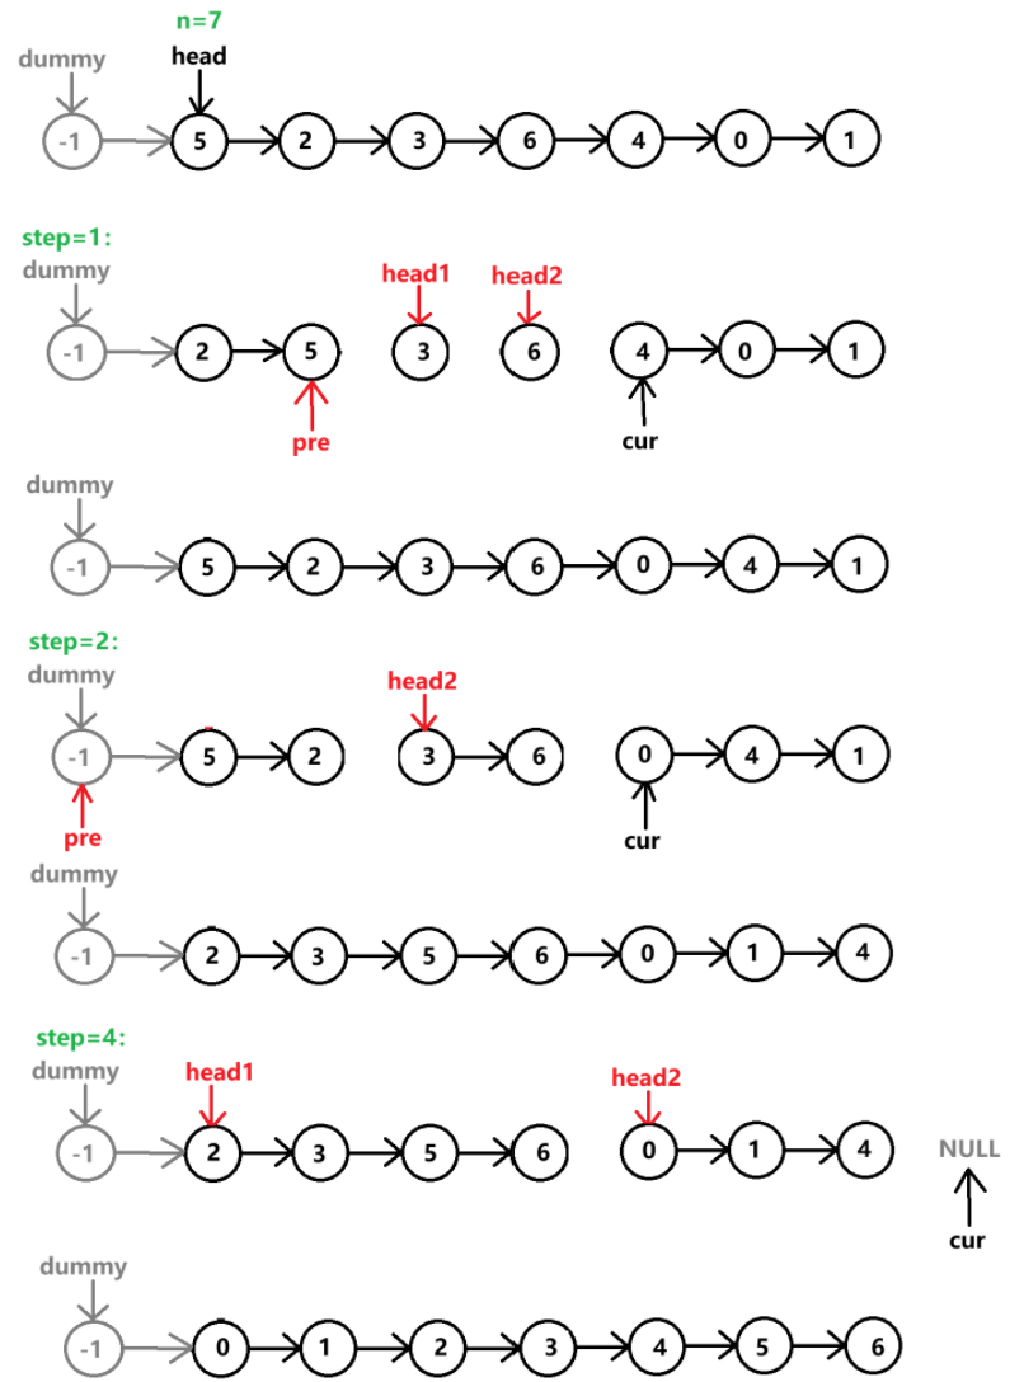 n=7
dummy head
-1 5 2 3 6 4 0 1
step=1:
dummy head1 head2
-1 2 5 3 6 4 0 1
pre cur
dummy
-1 5 2 3 6 0 4 1
step=2:
dummy head2
-1 5 2 3 6 0 4 1
pre cur
dummy
-1 2 3 5 6 0 1 4
step=4:
dummy head1 head2
-1 2 3 5 6 0 1 4 NULL
cur
dummy
-1 0 1 2 3 4 5 6